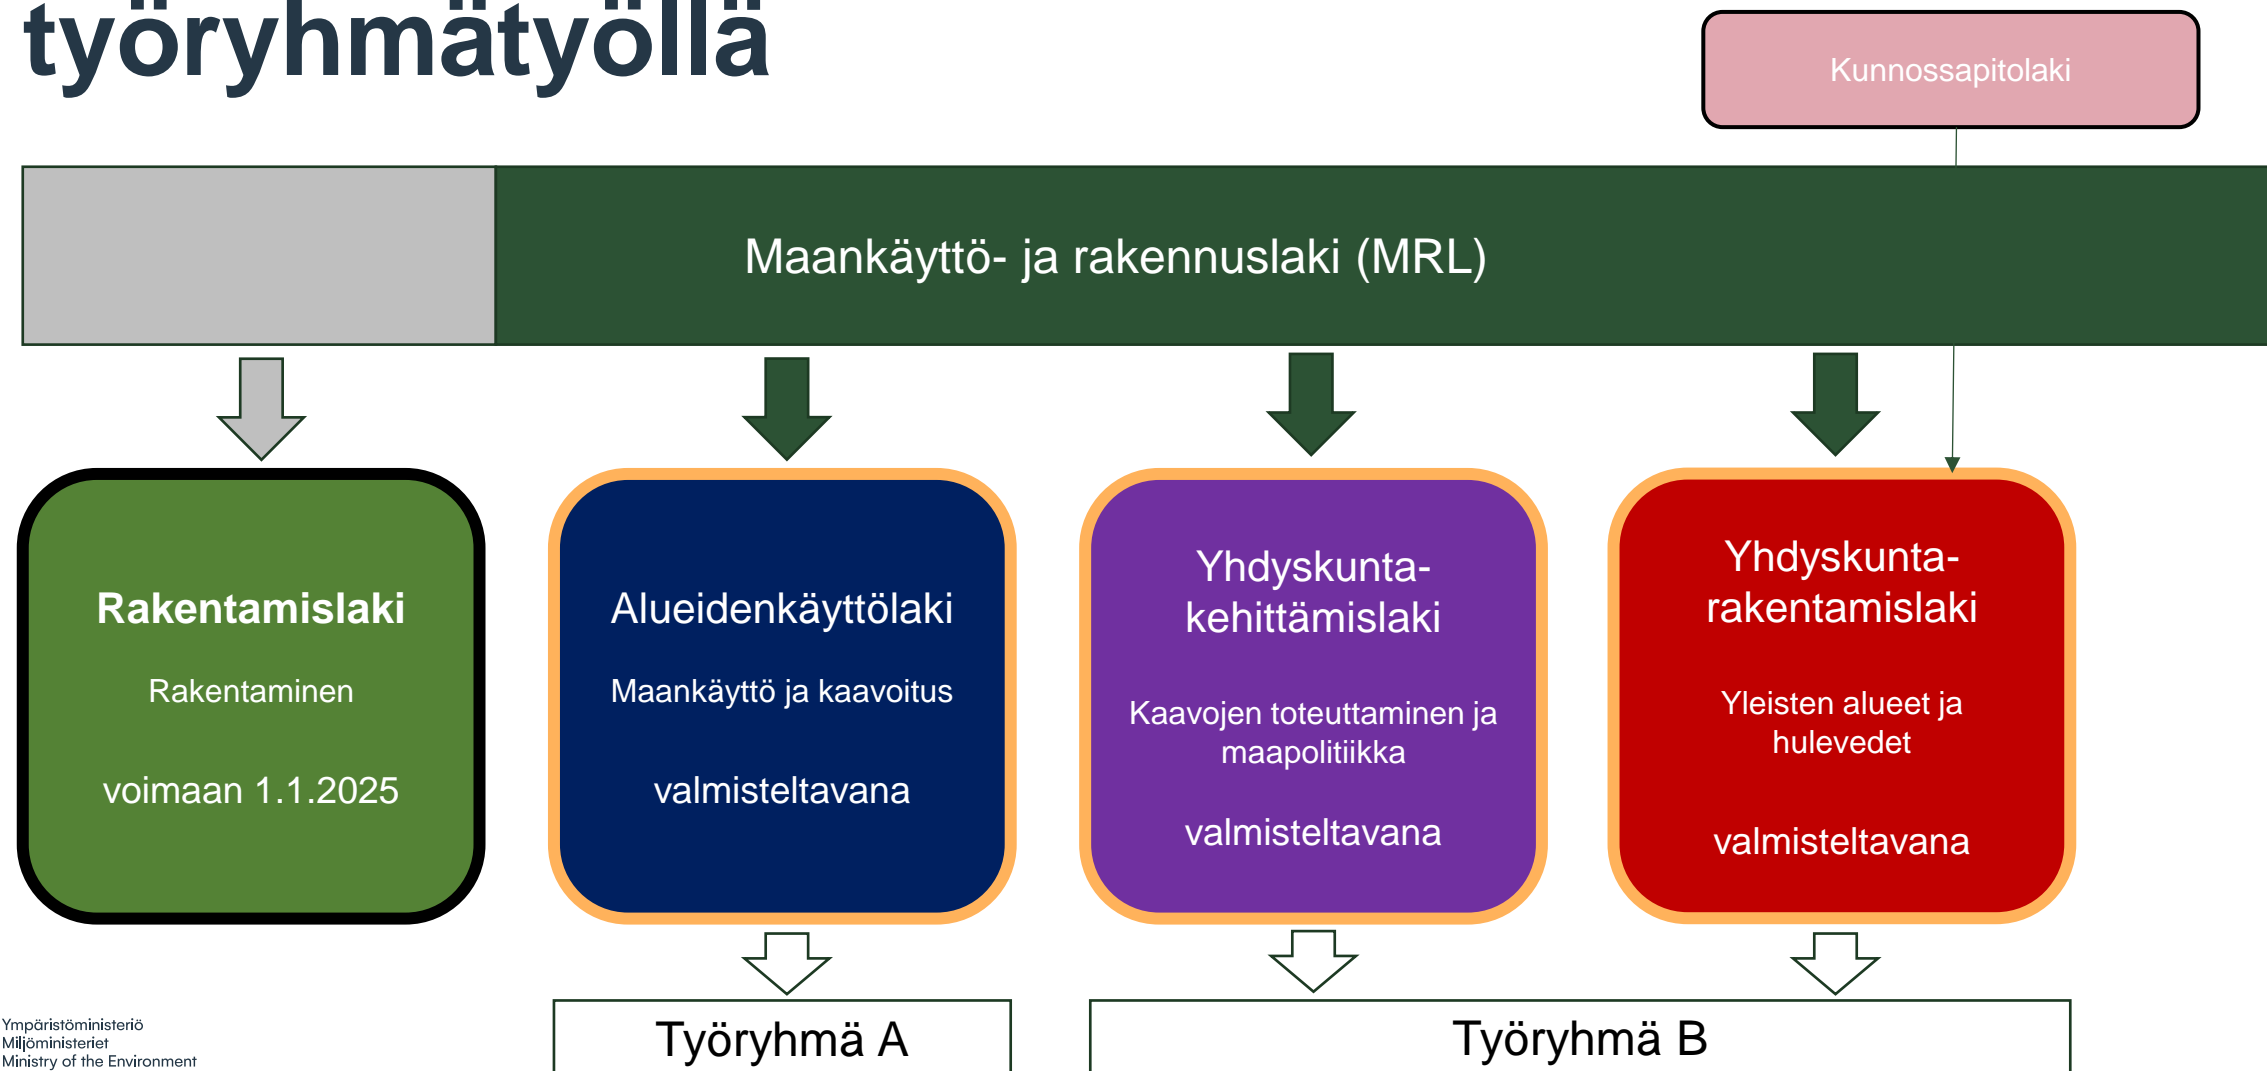 työryhmätyöllä
Kunnossapitolaki
Maankäyttö- ja rakennuslaki (MRL)
Rakentamislaki
Rakentaminen
voimaan 1.1.2025
Alueidenkäyttölaki
Maankäyttö ja kaavoitus
valmisteltavana
Yhdyskunta-
kehittämislaki
Kaavojen toteuttaminen ja
maapolitiikka
valmisteltavana
Yhdyskunta-
rakentamislaki
Yleisten alueet ja
hulevedet
valmisteltavana
Työryhmä A
Työryhmä B
Ympäristöministeriö
Miljöministeriet
Ministry of the Environment